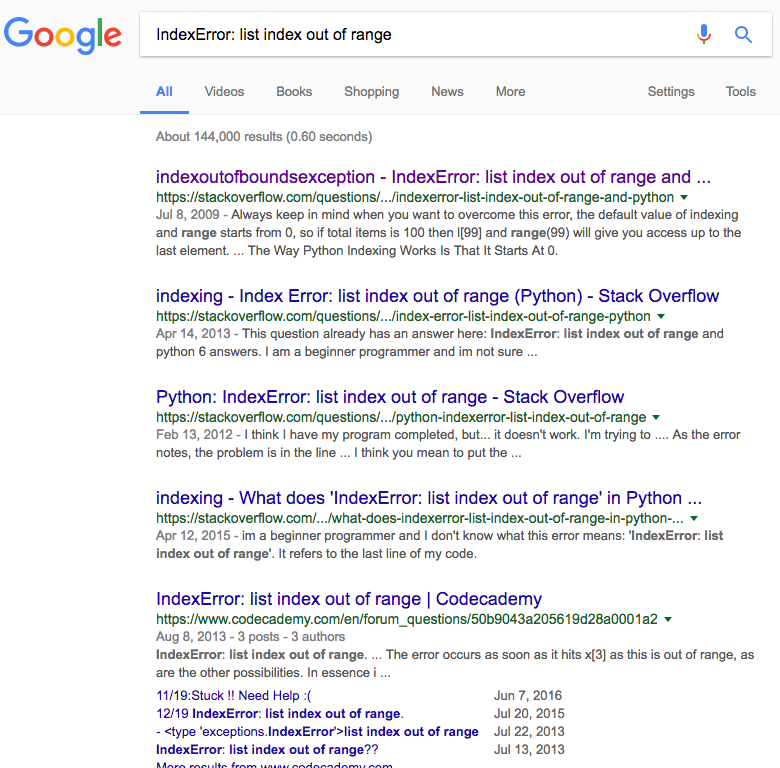 Google
IndexError: list index out of range
All Videos Books Shopping News More Settings Tools
About 144,000 results (0.60 seconds)
indexoutofboundsexception - IndexError: list index out of range and ...
https://stackoverflow.com/questions/.../indexerror-list-index-out-of-range-and-python
Jul 8, 2009 - Always keep in mind when you want to overcome this error, the default value of indexing
and range starts from 0, so if total items is 100 then l[99] and range(99) will give you access up to the
last element. ... The Way Python Indexing Works Is That It Starts At 0.
indexing - Index Error: list index out of range (Python) - Stack Overflow
https://stackoverflow.com/questions/.../index-error-list-index-out-of-range-python
Apr 14, 2013 - This question already has an answer here: IndexError: list index out of range and
python 6 answers. I am a beginner programmer and im not sure ...
Python: IndexError: list index out of range - Stack Overflow
https://stackoverflow.com/questions/.../python-indexerror-list-index-out-of-range
Feb 13, 2012 - I think I have my program completed, but... it doesn't work. I'm trying to .... As the error
notes, the problem is in the line ... I think you mean to put the ...
indexing - What does 'IndexError: list index out of range' in Python ...
https://stackoverflow.com/.../what-does-indexerror-list-index-out-of-range-in-python-...
Apr 12, 2015 - im a beginner programmer and I don't know what this error means: 'IndexError: list
index out of range'. It refers to the last line of my code.
IndexError: list index out of range | Codecademy
https://www.codecademy.com/en/forum_questions/50b9043a205619d28a0001a2
Aug 8, 2013 - 3 posts - 3 authors
IndexError: list index out of range. ... The error occurs as soon as it hits x[3] as this is out of range, as
are the other possibilities. In essence i ...
11/19:Stuck !! Need Help :( Jun 7, 2016
12/19 IndexError: list index out of range. Jul 20, 2015
- <type 'exceptions.IndexError'>list index out of range Jul 22, 2013
IndexError: list index out of range?? Jul 13, 2013
More results from www.codecademy.com